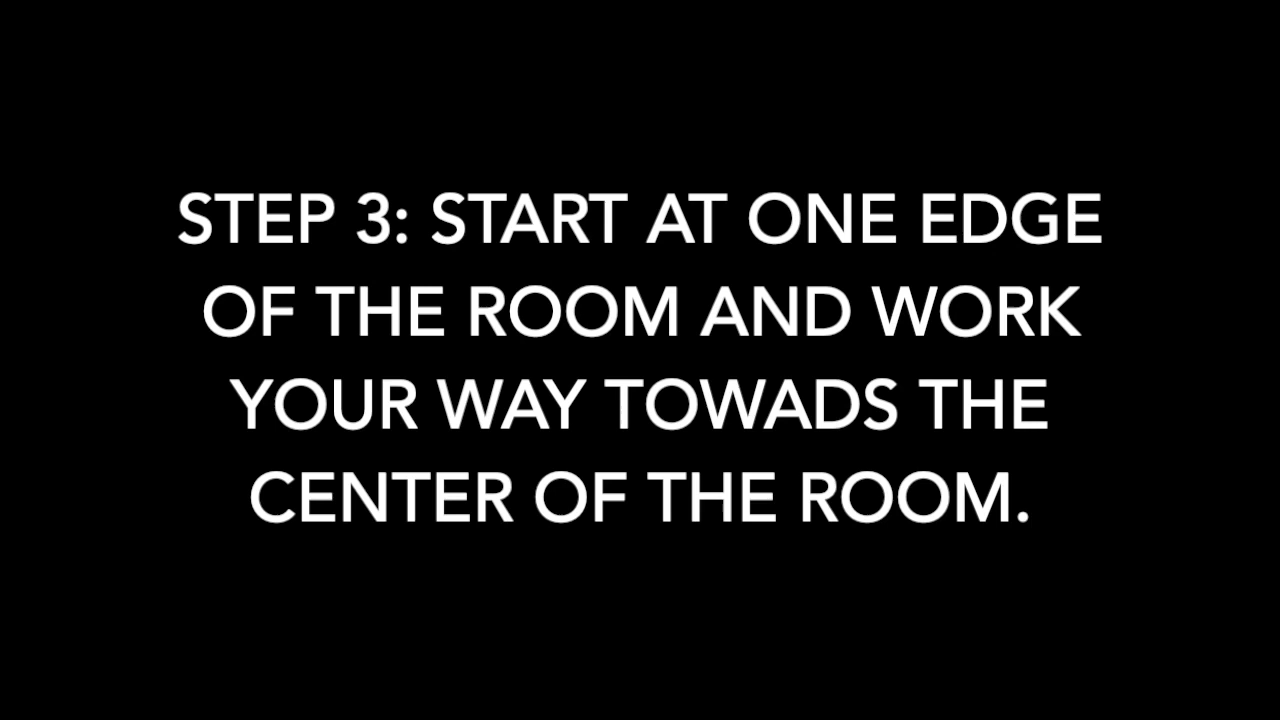 STEP 3: START AT ONE EDGE
OF THE ROOM AND WORK
YOUR WAY TOWADS THE
CENTER OF THE ROOM.